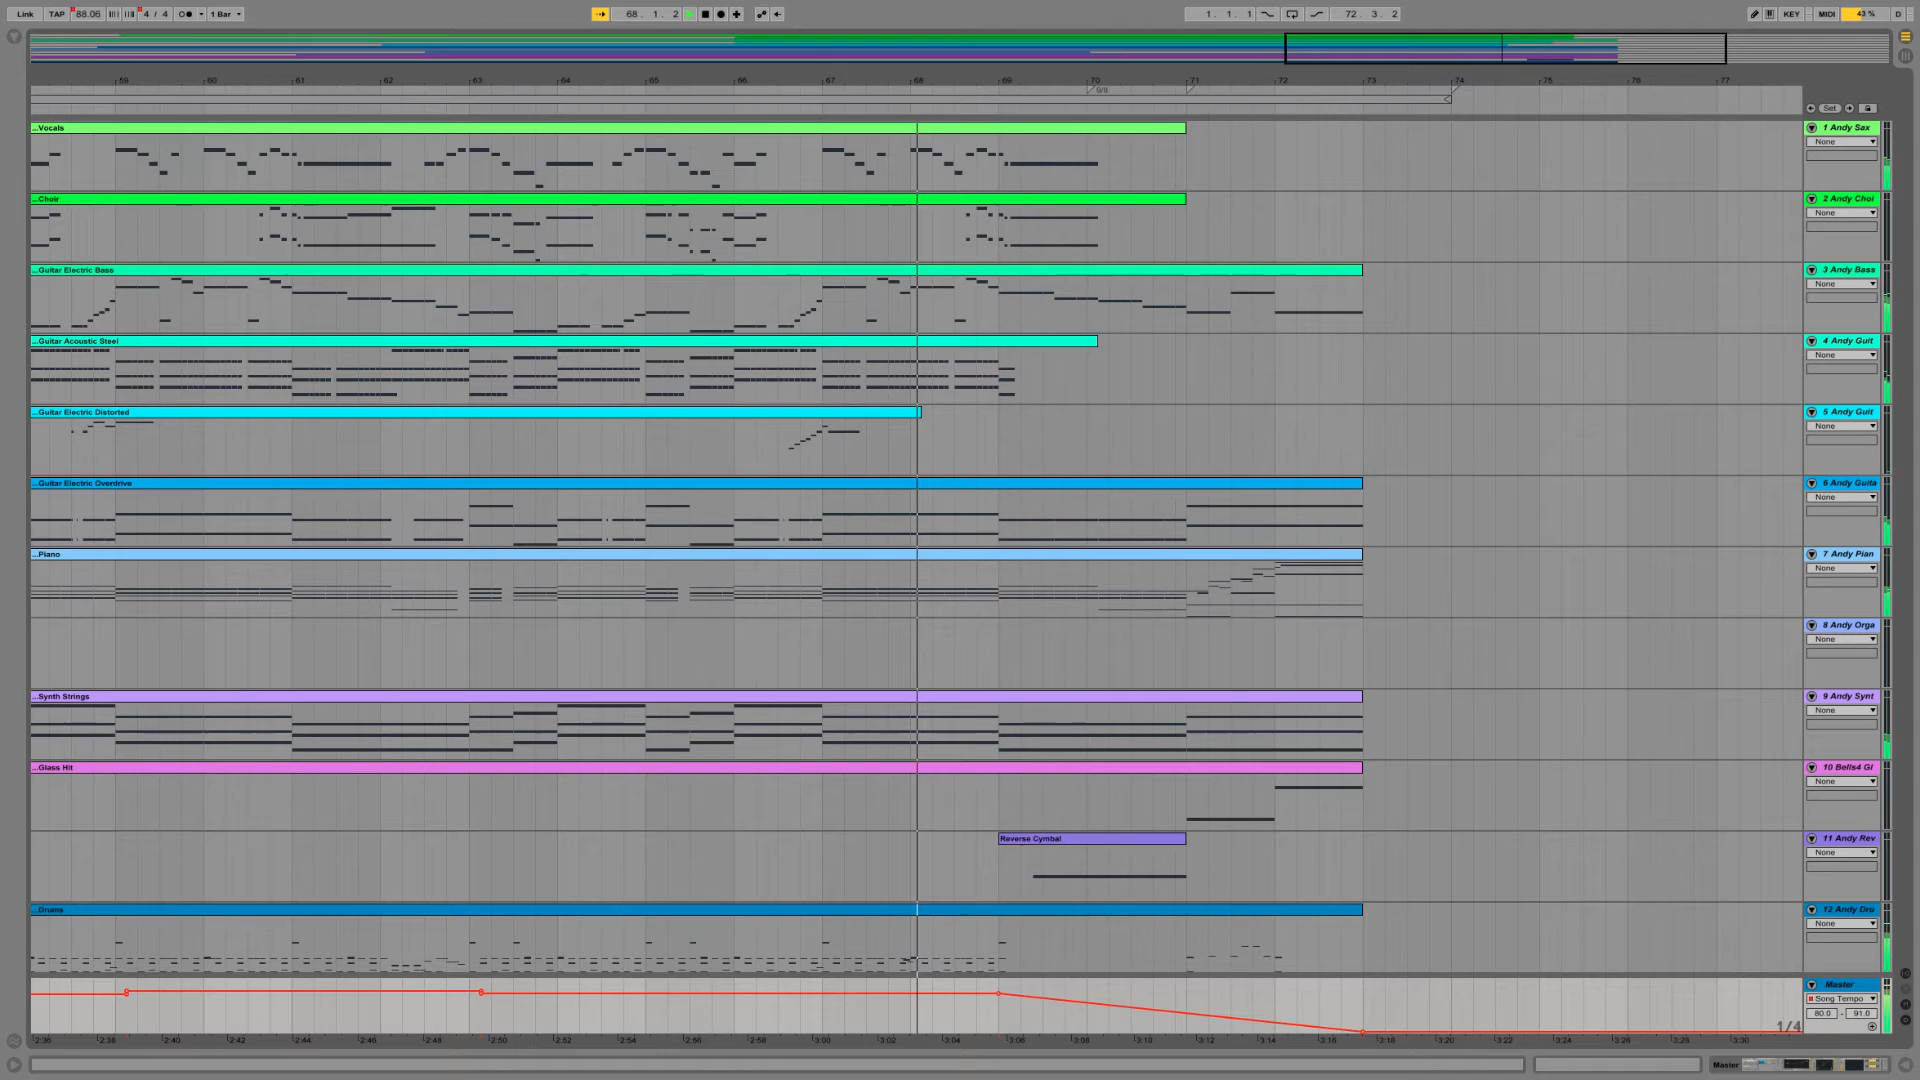 Link TAP 88.06 4 / 4 1 Bar 68. 1. 2 1. 1. 1 72. 3. 2 KEY MIDI 43 % D
59 60 61 62 63 64 65 66 67 68 69 70 71 72 73 74 75 76 77
9/8
Set
...Vocals
1 Andy Sax
None
...Choir
2 Andy Choi
None
...Guitar Electric Bass
3 Andy Bass
None
...Guitar Acoustic Steel
4 Andy Guit
None
...Guitar Electric Distorted
5 Andy Guit
None
...Guitar Electric Overdrive
6 Andy Guita
None
...Piano
7 Andy Pian
None
8 Andy Orga
None
...Synth Strings
9 Andy Synt
None
...Glass Hit
10 Bells4 Gl
None
Reverse Cymbal
11 Andy Rev
None
...Drums
12 Andy Dru
None
Master
Song Tempo
80.0 - 91.0
1/4
2:36 2:38 2:40 2:42 2:44 2:46 2:48 2:50 2:52 2:54 2:56 2:58 3:00 3:02 3:04 3:06 3:08 3:10 3:12 3:14 3:16 3:18 3:20 3:22 3:24 3:26 3:28 3:30
Master